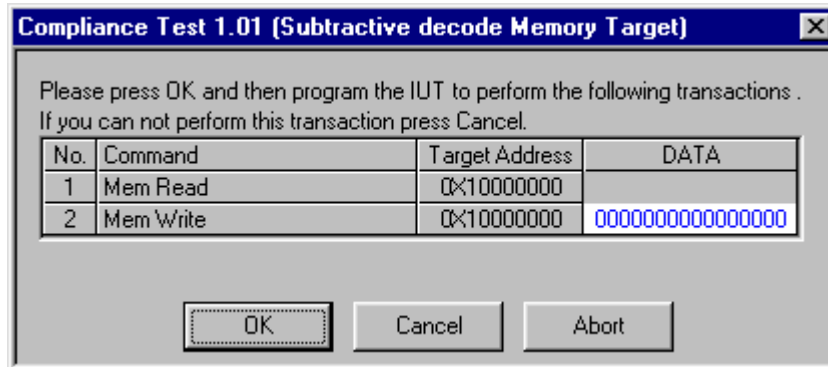 Compliance Test 1.01 (Subtractive decode Memory Target)
Please press OK and then program the IUT to perform the following transactions .
If you can not perform this transaction press Cancel.
No. Command Target Address DATA
1 Mem Read 0X10000000
2 Mem Write 0X10000000 0000000000000000
OK Cancel Abort